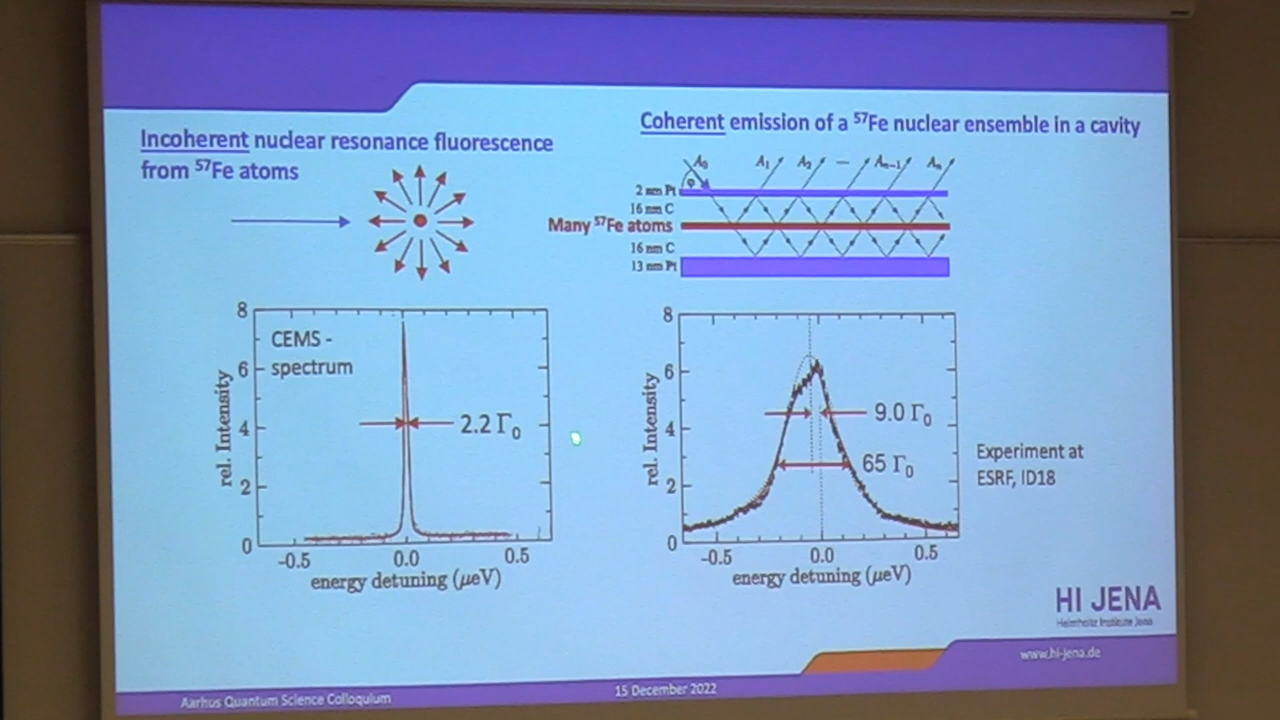 Incoherent nuclear resonance fluorescence
from ⁵⁷Fe atoms
Coherent emission of a ⁵⁷Fe nuclear ensemble in a cavity
A₀ A₁ A₂ — Aₙ₋₁ Aₙ
φ
2 nm Pt
16 nm C
Many ⁵⁷Fe atoms
16 nm C
13 nm Pt
8
6
4
2
0
rel. Intensity
CEMS -
spectrum
2.2 Γ₀
-0.5 0.0 0.5
energy detuning (μeV)
8
6
4
2
0
rel. Intensity
9.0 Γ₀
65 Γ₀
-0.5 0.0 0.5
energy detuning (μeV)
Experiment at
ESRF, ID18
HI JENA
Helmholtz Institute Jena
www.hi-jena.de
Aarhus Quantum Science Colloquium
15 December 2022